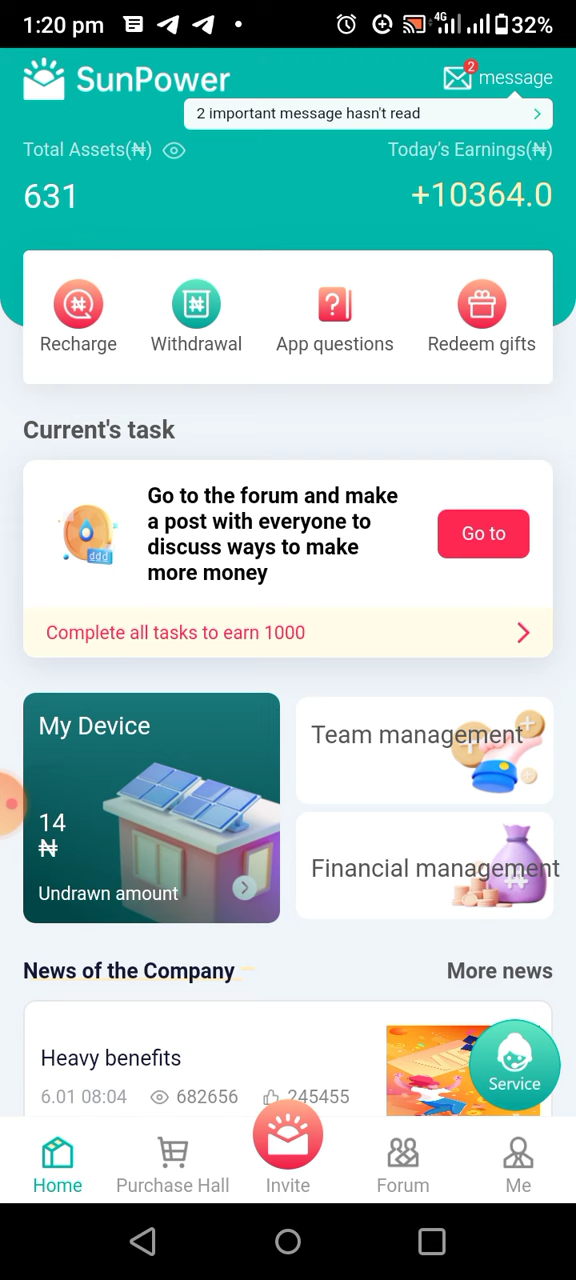 1:20 pm 4G 32%
SunPower
2 message
2 important message hasn't read
Total Assets(₦) Today's Earnings(₦)
631 +10364.0
Recharge Withdrawal App questions Redeem gifts
Current's task
Go to the forum and make
a post with everyone to
discuss ways to make
more money
Go to
ddd
Complete all tasks to earn 1000
My Device
14
₦
Undrawn amount
Team management
Financial management
News of the Company More news
Heavy benefits
6.01 08:04 682656 245455
Service
Home Purchase Hall Invite Forum Me